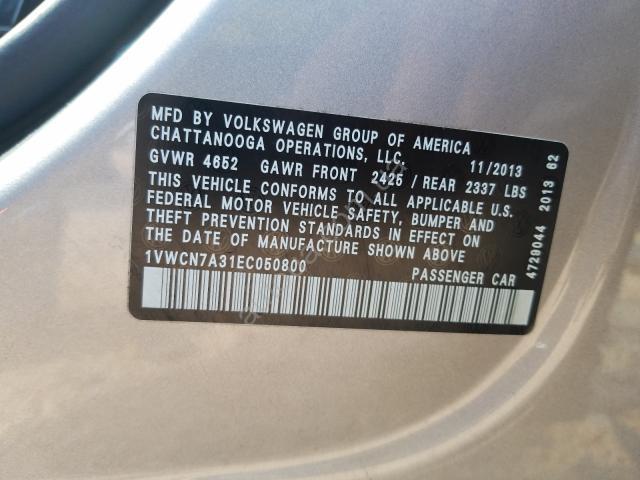 MFD BY VOLKSWAGEN GROUP OF AMERICA
CHATTANOOGA OPERATIONS, LLC. 11/2013
GVWR 4652 GAWR FRONT 2425 / REAR 2337 LBS
THIS VEHICLE CONFORMS TO ALL APPLICABLE U.S.
FEDERAL MOTOR VEHICLE SAFETY, BUMPER AND
THEFT PREVENTION STANDARDS IN EFFECT ON
THE DATE OF MANUFACTURE SHOWN ABOVE
1VWCN7A31EC050800 PASSENGER CAR
4729044 2013 62